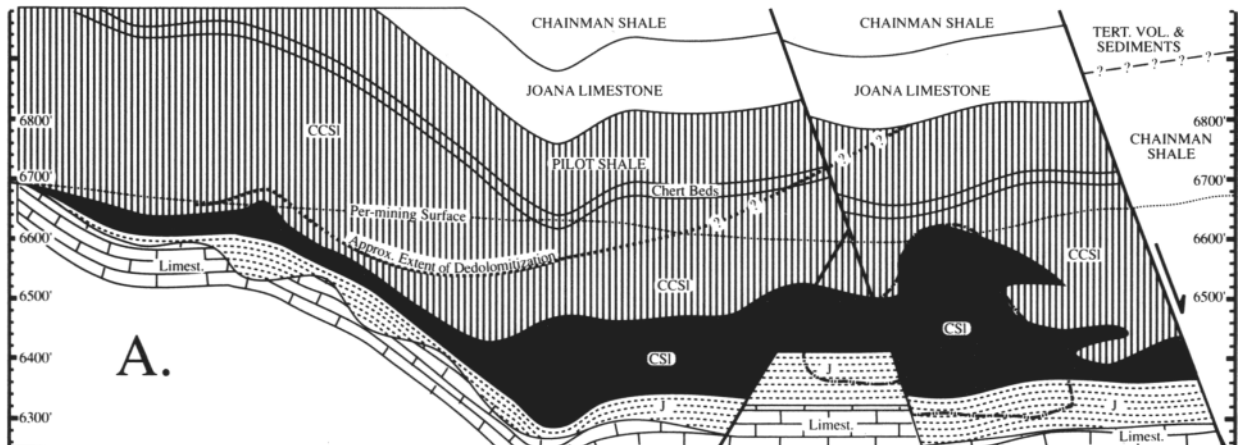 CHAINMAN SHALE
CHAINMAN SHALE
TERT. VOL. &
SEDIMENTS
? ? ? ? ?
JOANA LIMESTONE
JOANA LIMESTONE
6800'
CCSl
6800'
?
?
CHAINMAN
SHALE
PILOT SHALE
6700'
Chert Beds
6700'
?
?
Per-mining Surface
6600'
Approx. Extent of Dedolomitization
6600'
Limest.
CCSl
CCSl
6500'
6500'
CSl
6400'
A.
CSl
6400'
J
J
J
6300'
Limest.
Limest.
6300'